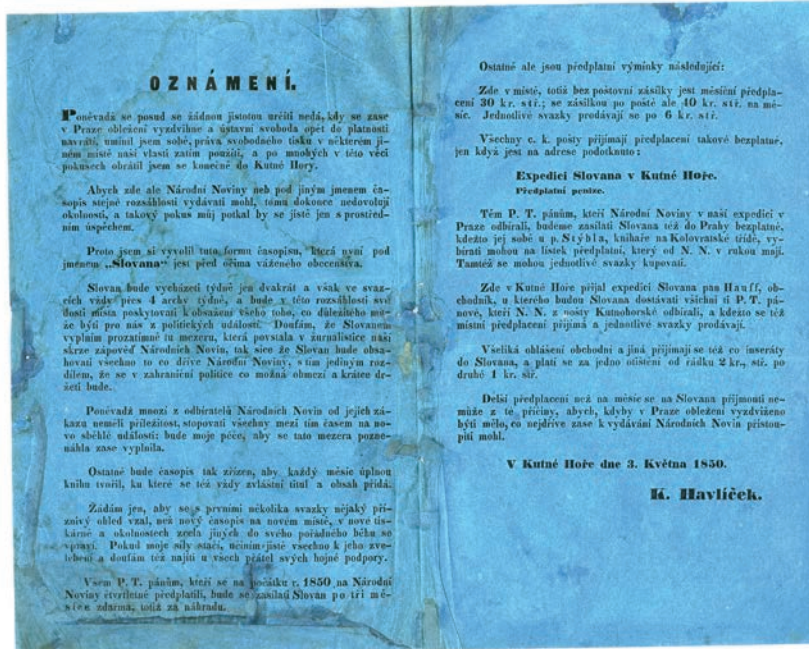 OZNÁMENÍ.
Poněvadž se posud se žádnou jistotou určiti nedá, kdy se zase
v Praze obležení vyzdvihne a ústavní svoboda opět do platnosti
navrátí, umínil jsem sobě, práva svobodného tisku v některém ji-
ném místě naší vlasti zatím použíti, a po mnohých v této věci
pokusech obrátil jsem se konečně do Kutné Hory.
Abych zde ale Národní Noviny neb pod jiným jmenem ča-
sopis stejné rozsáhlosti vydávati mohl, tomu dokonce nedovolují
okolnosti, a takový pokus můj potkal by se jistě jen s prostřed-
ním úspěchem.
Proto jsem si vyvolil tuto formu časopisu, která nyní pod
jmenem „Slovana“ jest před očima váženého obecenstva.
Slovan bude vycházeti týdně jen dvakrát a však ve svaz-
cích vždy přes 4 archy týdně, a bude v této rozsáhlosti svě
dosti místa poskytovati k obsažení všeho toho, co důležitého mů-
že býti pro nás z politických událostí. Doufám, že Slovanem
vyplním prozatímně tu mezeru, která povstala v žurnalistice naší
skrze zápověď Národních Novin, tak sice že Slovan bude obsa-
hovati všechno to co dříve Národní Noviny, s tím jediným roz-
dílem, že se v zahraniční politice co možná obmezí a krátce dr-
žeti bude.
Poněvadž mnozí z odbíratelů Národních Novin od jejich zá-
kazu neměli příležitost, stopovati všechny mezi tím časem na no-
vo sběhlé události: bude moje péče, aby se tato mezera pozne-
náhla zase vyplnila.
Ostatně bude časopis tak zřízen, aby každý měsíc úplnou
knihu tvořil, ku které se též vždy zvláštní titul a obsah přidá.
Žádám jen, aby se s prvními několika svazky nějaký pří-
znivý ohled vzal, než nový časopis na novém místě, v nové tis-
kárně a okolnostech zcela jiných do svého pořádného běhu se
vpraví. Pokud moje síly stačí, učiním jistě všechno k jeho zve-
lebení a doufám též najíti u všech přátel svých hojné podpory.
Všem P. T. pánům, kteří se na počátku r. 1850 na Národní
Noviny čtvrtletně předplatili, bude se zasílati Slovan po tři mě-
síce zdarma, totiž za náhradu.
Ostatně ale jsou předplatní výminky následující:
Zde v místě, totiž bez poštovní zásilky jest měsíční předpla-
cení 30 kr. stř.; se zásilkou po poště ale 40 kr. stř. na mě-
síc. Jednotlivé svazky prodávají se po 6 kr. stř.
Všechny c. k. pošty přijímají předplacení takové bezplatně,
jen když jest na adrese podotknuto:
Expedici Slovana v Kutné Hoře.
Předplatní peníze.
Těm P. T. pánům, kteří Národní Noviny v naší expedici v
Praze odbírali, budeme zasílati Slovana též do Prahy bezplatně,
kdežto jej sobě u p. Stýbla, knihaře na Kolovratské třídě, vy-
bírati mohou na lístek předplatní, který od N. N. v rukou mají.
Tamtéž se mohou jednotlivé svazky kupovati.
Zde v Kutné Hoře přijal expedici Slovana pan Hauff, ob-
chodník, u kterého budou Slovana dostávati všichni ti P. T. pá-
nové, kteří N. N. z pošty Kutnohorské odbírali, a kdežto se též
místní předplacení přijímá a jednotlivé svazky prodávají.
Všeliká ohlášení obchodní a jiná přijímají se též co inseráty
do Slovana, a platí se za jedno otištění od řádku 2 kr., stř. po
druhé 1 kr. stř.
Delší předplacení než na měsíc se na Slovana přijmouti ne-
může z té příčiny, abych, kdyby v Praze obležení vyzdviženo
býti mělo, co nejdříve zase k vydávání Národních Novin přistou-
piti mohl.
V Kutné Hoře dne 3. Května 1850.
K. Havlíček.